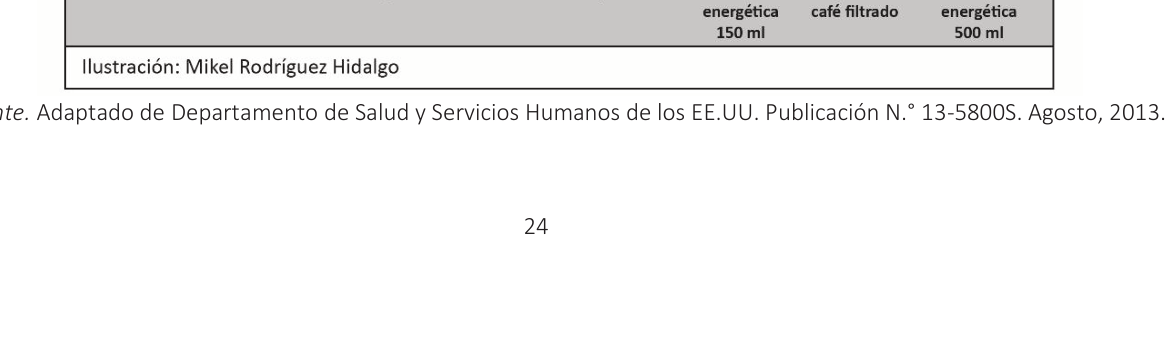 energética café filtrado energética
150 ml 500 ml
Ilustración: Mikel Rodríguez Hidalgo
nte. Adaptado de Departamento de Salud y Servicios Humanos de los EE.UU. Publicación N.° 13-5800S. Agosto, 2013.
24